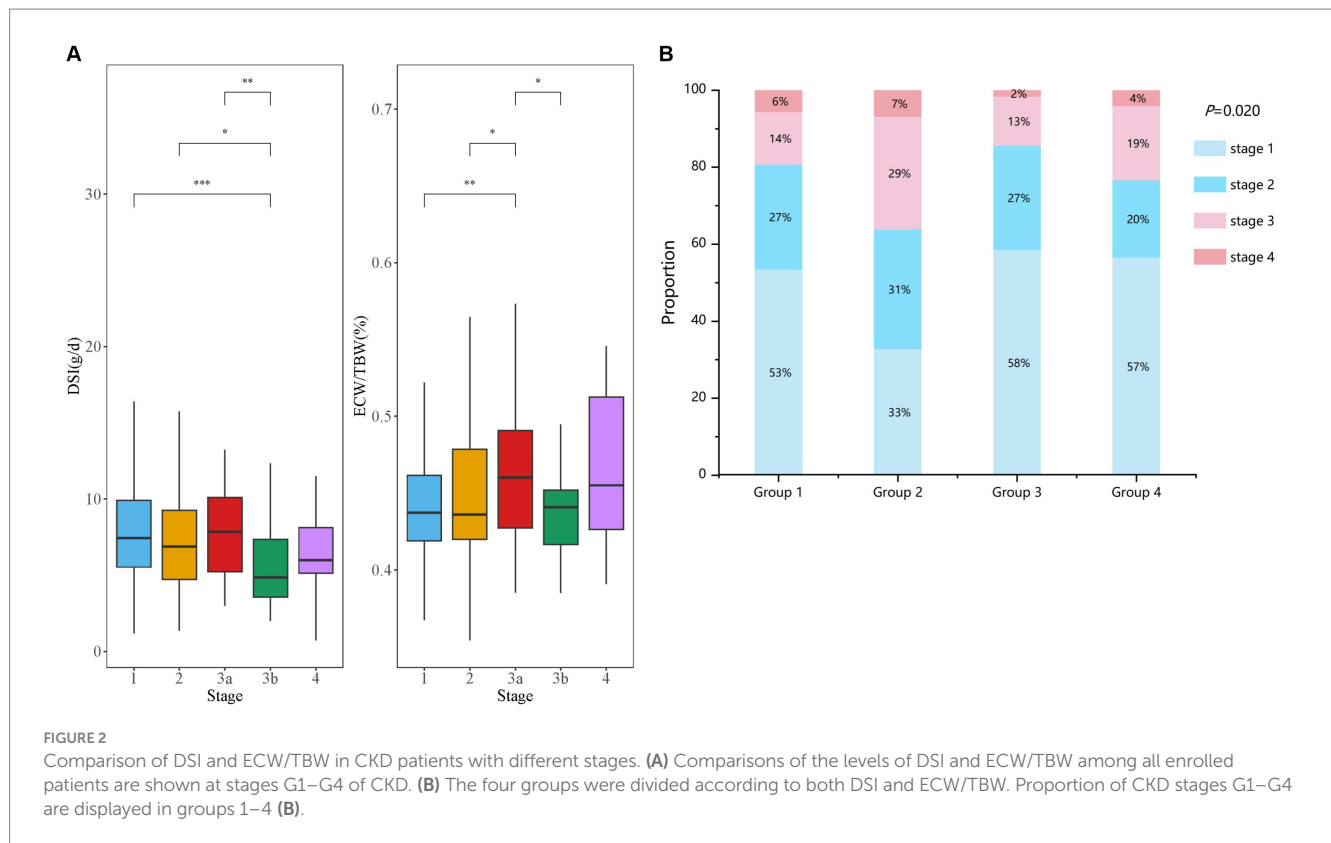 A
**
*
***
30
20
10
0
DSI(g/d)
1 2 3a 3b 4
Stage
*
*
**
0.7
0.6
0.5
0.4
ECW/TBW(%)
1 2 3a 3b 4
Stage
B
100
80
60
40
20
0
Proportion
6% 7% 2% 4%
14% 29% 13% 19%
27% 31% 27% 20%
53% 33% 58% 57%
Group 1 Group 2 Group 3 Group 4
P=0.020
stage 1
stage 2
stage 3
stage 4
FIGURE 2
Comparison of DSI and ECW/TBW in CKD patients with different stages. (A) Comparisons of the levels of DSI and ECW/TBW among all enrolled
patients are shown at stages G1–G4 of CKD. (B) The four groups were divided according to both DSI and ECW/TBW. Proportion of CKD stages G1–G4
are displayed in groups 1–4 (B).